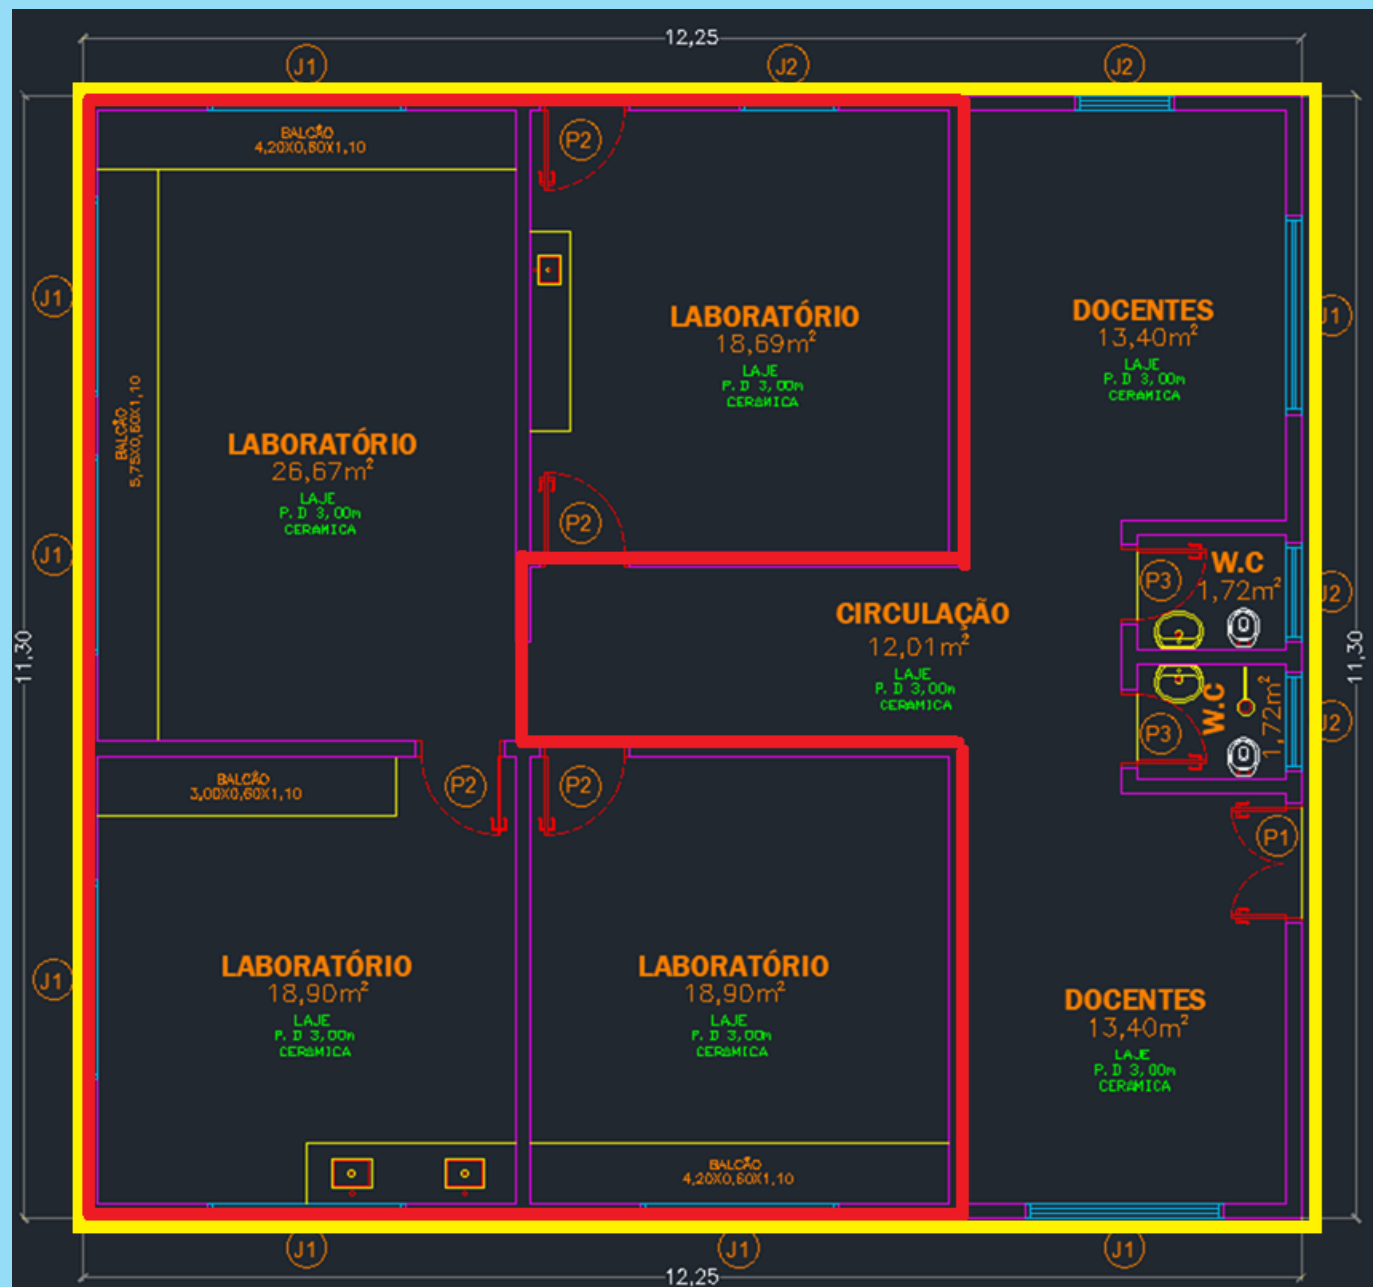 12,25
J1
J2
J2
BALCÃO
4,20X0,60X1,10
P2
J1
J1
LABORATÓRIO
18,69m²
LAJE
P. D 3,00m
CERAMICA
DOCENTES
13,40m²
LAJE
P. D 3,00m
CERAMICA
BALCÃO
5,75X0,60X1,10
LABORATÓRIO
26,67m²
LAJE
P. D 3,00m
CERAMICA
P2
J1
W.C
1,72m²
P3
J2
CIRCULAÇÃO
12,01m²
LAJE
P. D 3,00m
CERAMICA
11,30
11,30
W.C
1,72m²
P3
J2
BALCÃO
3,00X0,60X1,10
P2
P2
P1
LABORATÓRIO
18,90m²
LAJE
P. D 3,00m
CERAMICA
LABORATÓRIO
18,90m²
LAJE
P. D 3,00m
CERAMICA
J1
DOCENTES
13,40m²
LAJE
P. D 3,00m
CERAMICA
BALCÃO
4,20X0,60X1,10
J1
J1
J1
12,25